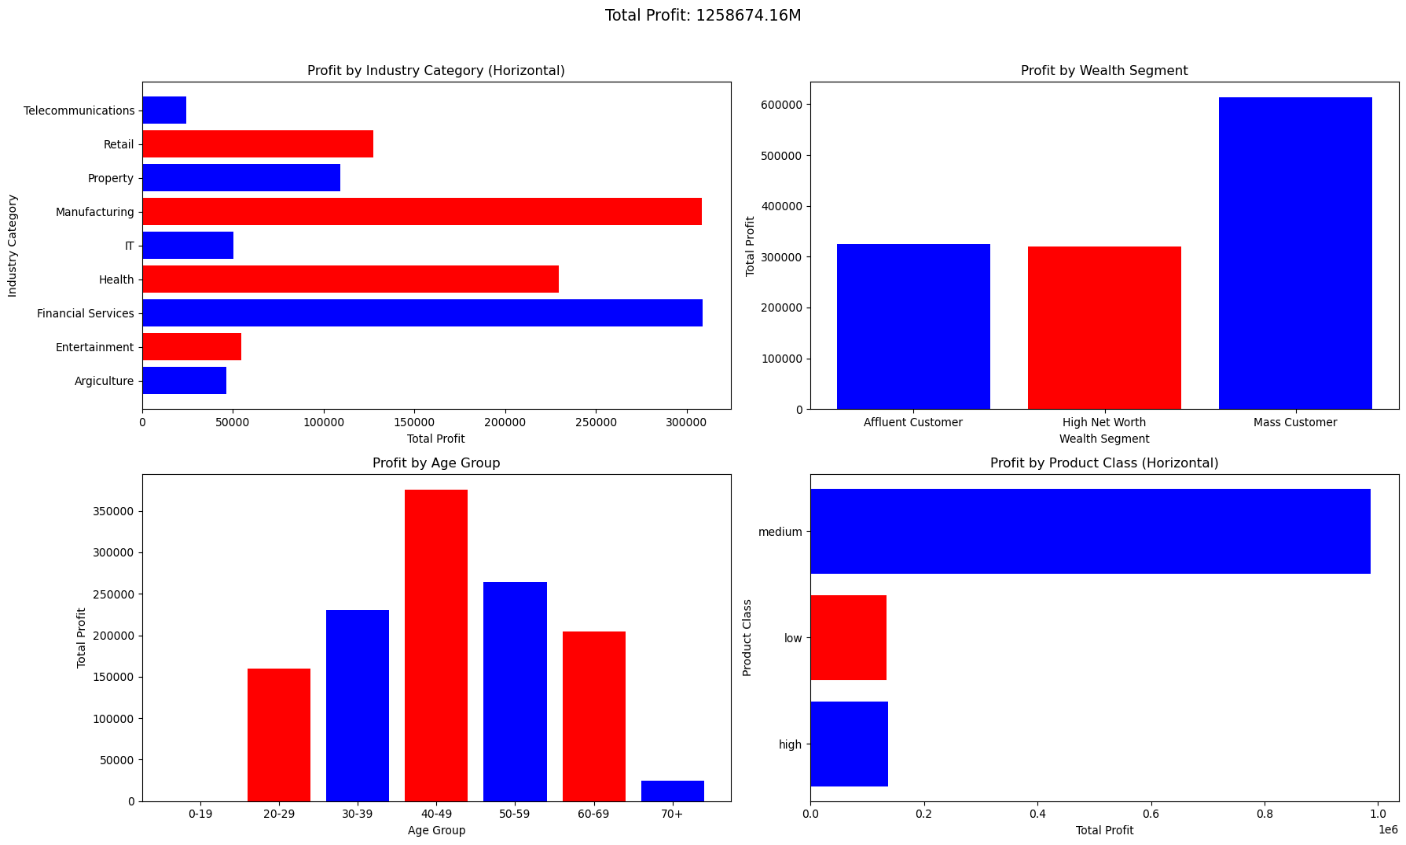 Total Profit: 1258674.16M
Profit by Industry Category (Horizontal)
Industry Category
Telecommunications
Retail
Property
Manufacturing
IT
Health
Financial Services
Entertainment
Argiculture
0 50000 100000 150000 200000 250000 300000
Total Profit
Profit by Wealth Segment
Total Profit
600000
500000
400000
300000
200000
100000
0
Affluent Customer High Net Worth Mass Customer
Wealth Segment
Profit by Age Group
Total Profit
350000
300000
250000
200000
150000
100000
50000
0
0-19 20-29 30-39 40-49 50-59 60-69 70+
Age Group
Profit by Product Class (Horizontal)
Product Class
medium
low
high
0.0 0.2 0.4 0.6 0.8 1.0
1e6
Total Profit